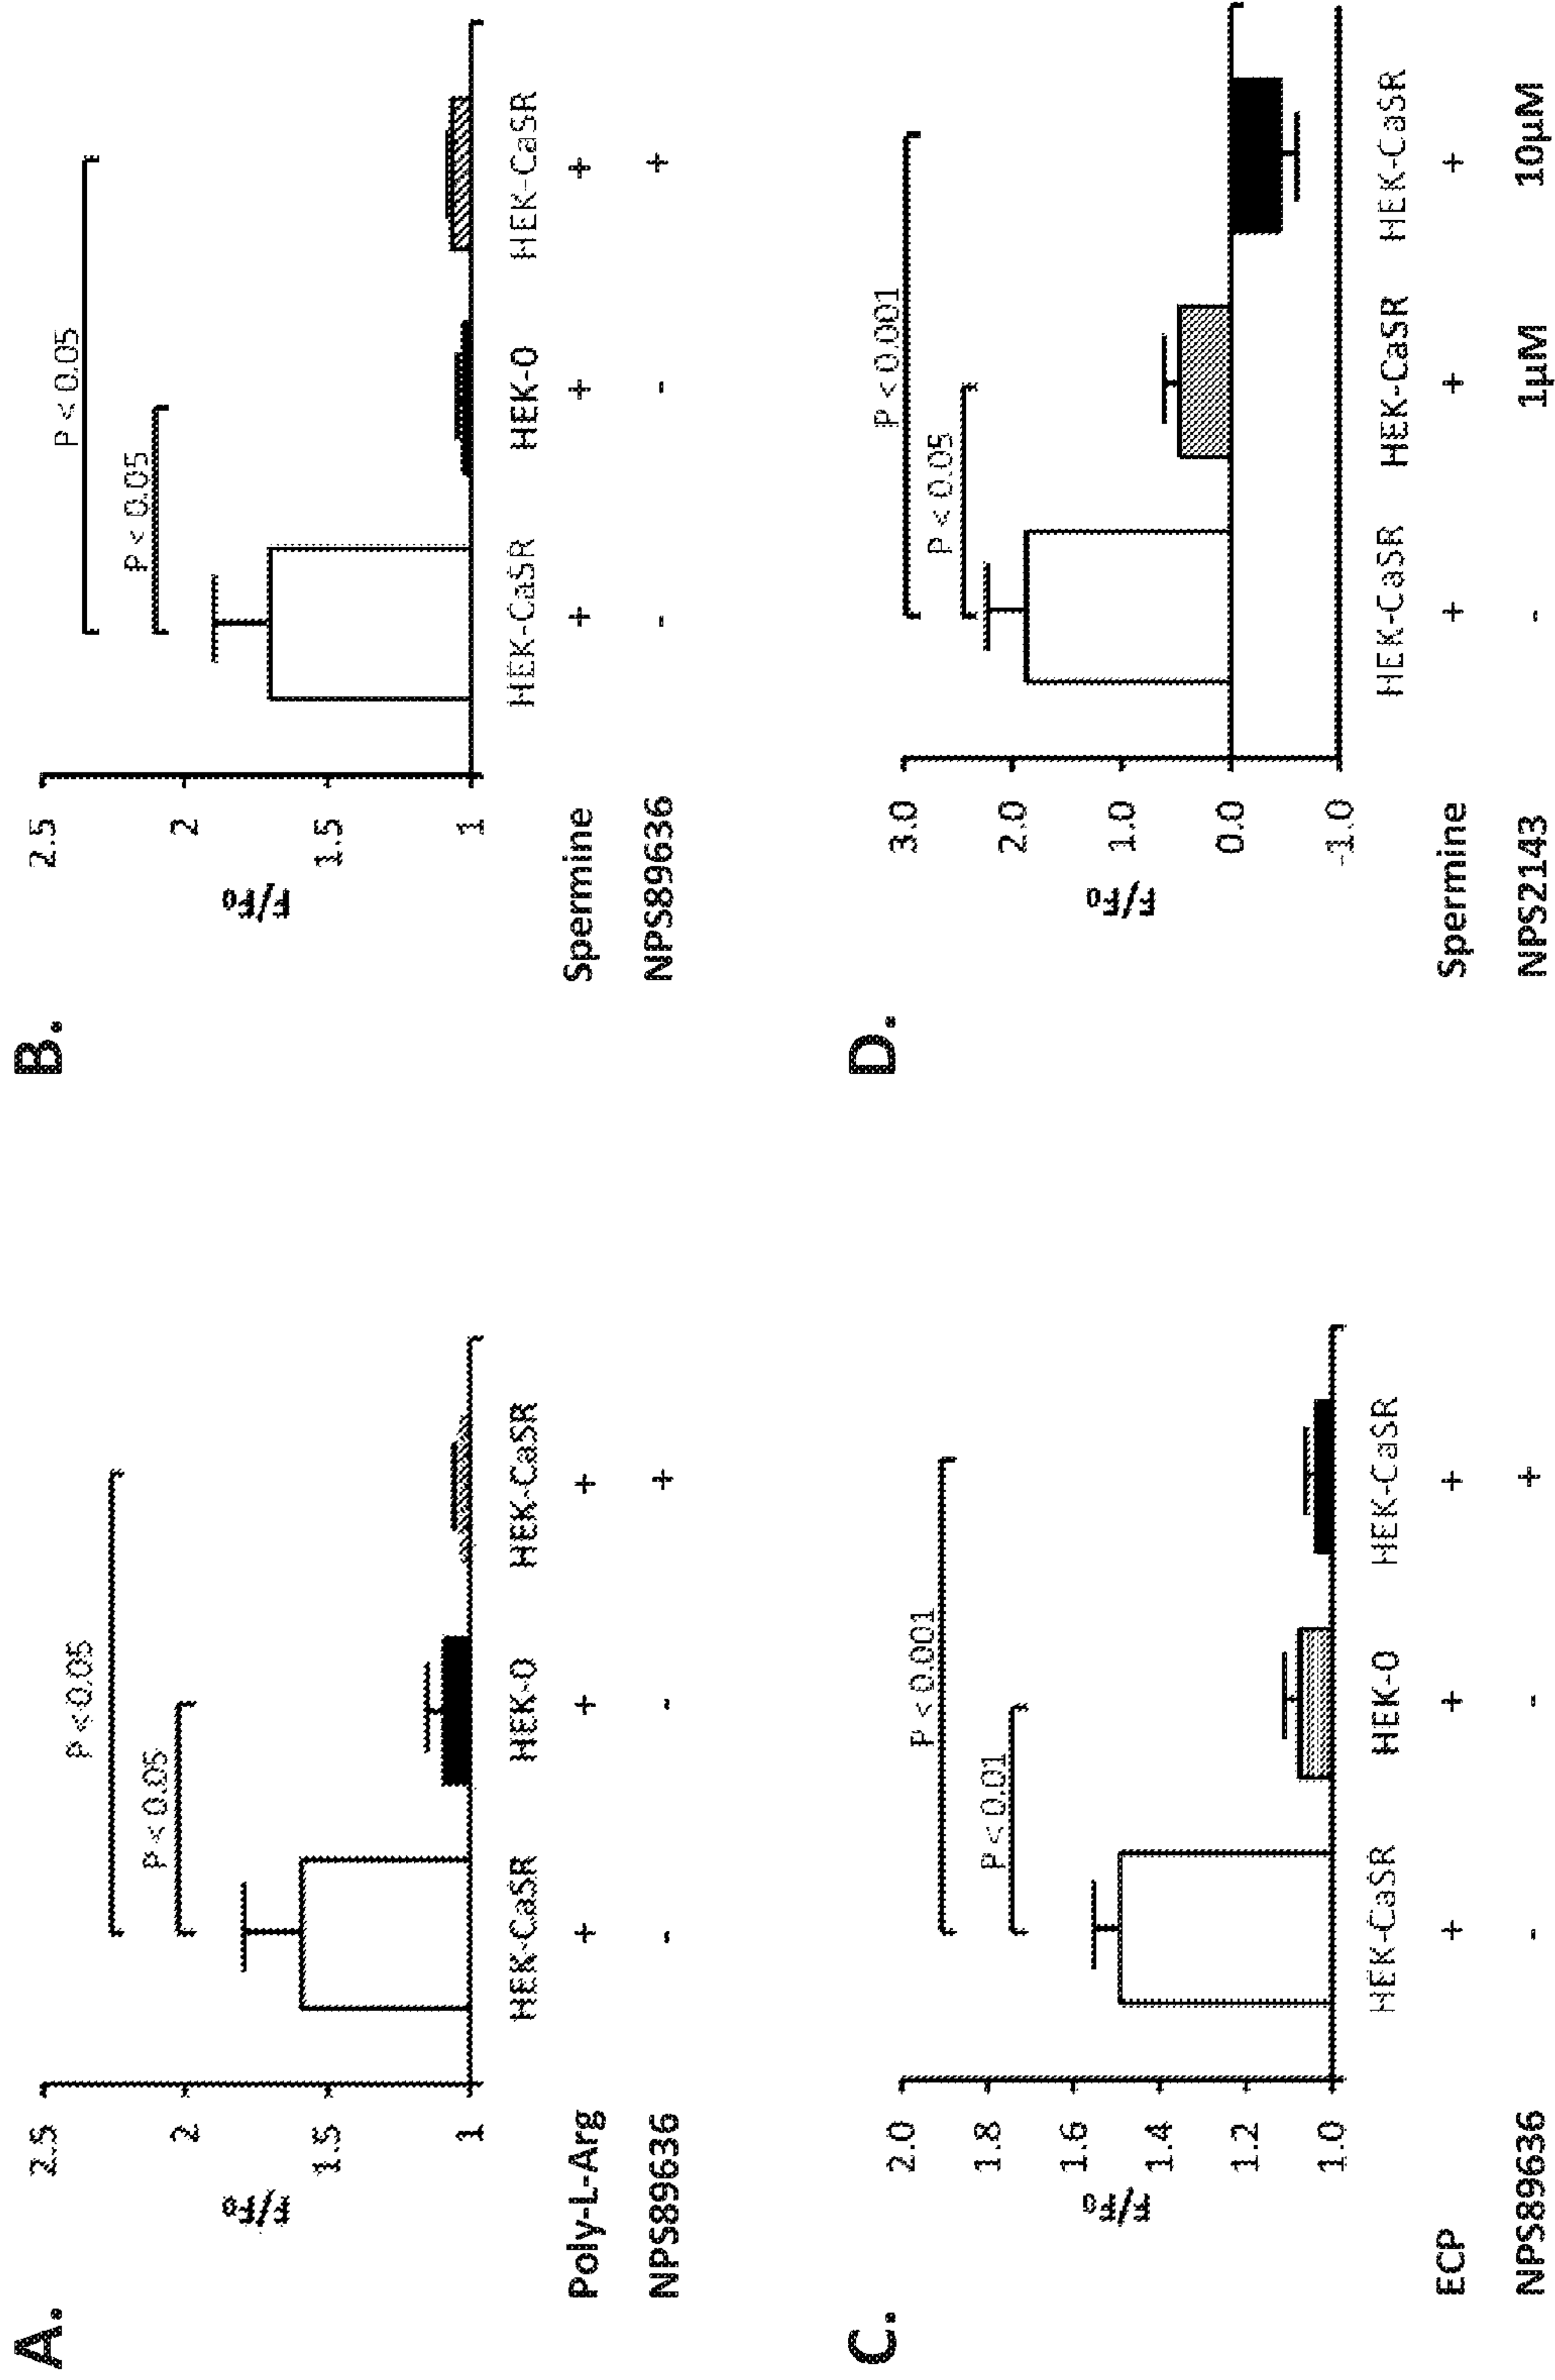 A.
2.5
2
1.5
1
F/F0
P < 0.05
P < 0.05
HEK-CaSR HEK-0 HEK-CaSR
Poly-L-Arg + + +
NPS89636 - - +
B.
2.5
2
1.5
1
F/F0
P < 0.05
P < 0.05
HEK-CaSR HEK-0 HEK-CaSR
Spermine + + +
NPS89636 - - +
C.
2.0
1.8
1.6
1.4
1.2
1.0
F/F0
P < 0.001
P < 0.01
HEK-CaSR HEK-0 HEK-CaSR
ECP + + +
NPS89636 - - +
D.
3.0
2.0
1.0
0.0
-1.0
F/F0
P < 0.001
P < 0.05
HEK-CaSR HEK-CaSR HEK-CaSR
Spermine + + +
NPS2143 - 1µM 10µM